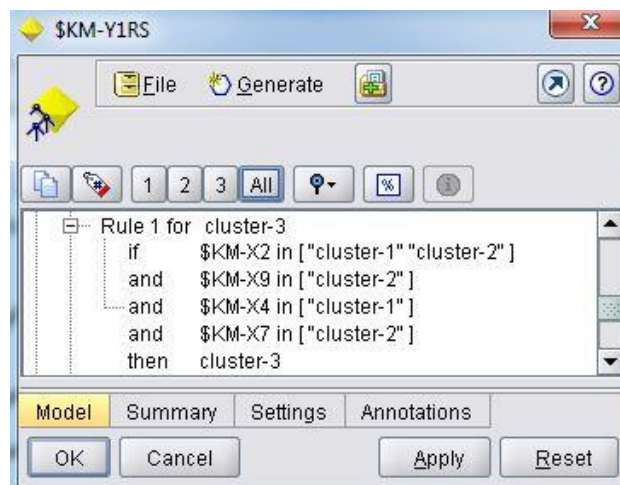 $KM-Y1RS
File Generate
1 2 3 All %
Rule 1 for cluster-3
if $KM-X2 in ["cluster-1" "cluster-2"]
and $KM-X9 in ["cluster-2"]
and $KM-X4 in ["cluster-1"]
and $KM-X7 in ["cluster-2"]
then cluster-3
Model Summary Settings Annotations
OK Cancel Apply Reset